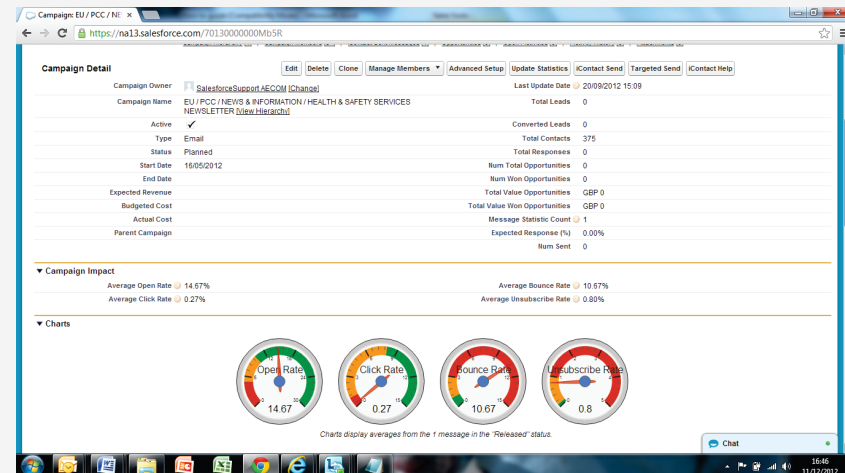 Campaign: EU / PCC / NE
https://na13.salesforce.com/70130000000Mb5R
Campaign Detail
Edit Delete Clone Manage Members Advanced Setup Update Statistics iContact Send Targeted Send iContact Help
Campaign Owner SalesforceSupport AECOM [Change] Last Update Date 20/09/2012 15:09
Campaign Name EU / PCC / NEWS & INFORMATION / HEALTH & SAFETY SERVICES Total Leads 0
NEWSLETTER [View Hierarchy]
Active ✓ Converted Leads 0
Type Email Total Contacts 375
Status Planned Total Responses 0
Start Date 16/05/2012 Num Total Opportunities 0
End Date Num Won Opportunities 0
Expected Revenue Total Value Opportunities GBP 0
Budgeted Cost Total Value Won Opportunities GBP 0
Actual Cost Message Statistic Count 1
Parent Campaign Expected Response (%) 0.00%
Num Sent 0
Campaign Impact
Average Open Rate 14.67% Average Bounce Rate 10.67%
Average Click Rate 0.27% Average Unsubscribe Rate 0.80%
Charts
Open Rate Click Rate Bounce Rate Unsubscribe Rate
14.67 0.27 10.67 0.8
Charts display averages from the 1 message in the "Released" status.
Chat
16:46
11/12/2012